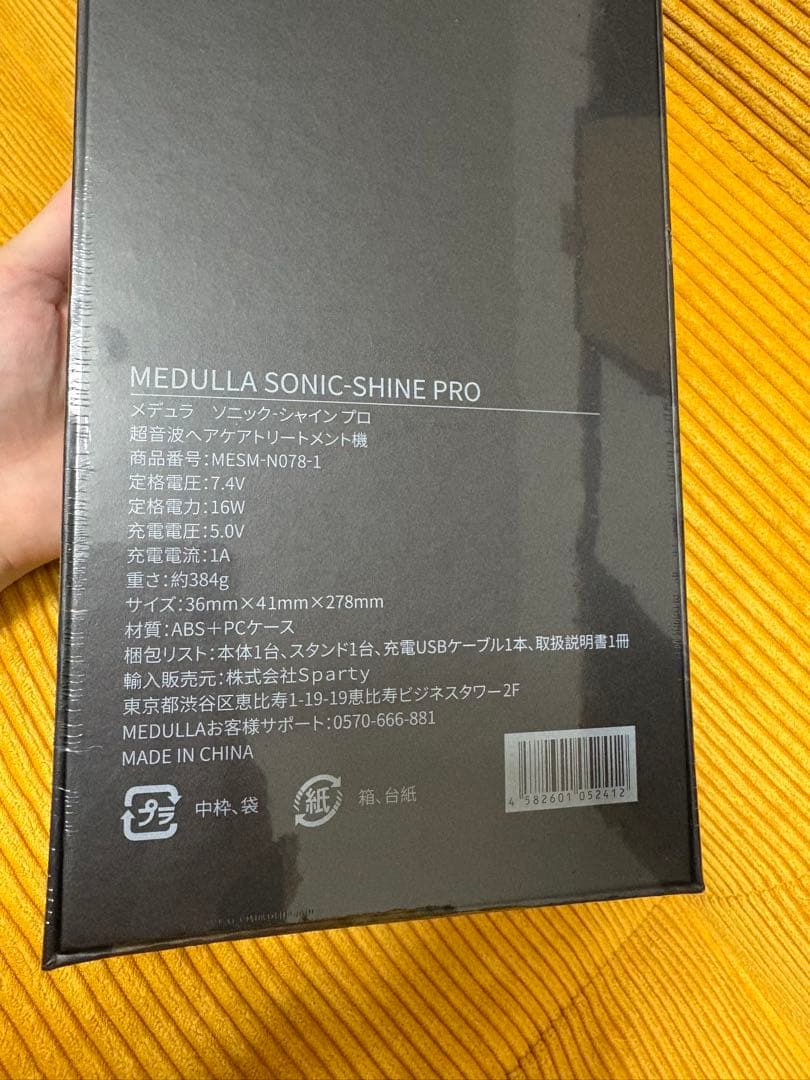 MEDULLA SONIC-SHINE PRO
メデュラ　ソニック-シャイン プロ
超音波ヘアケアトリートメント機
商品番号：MESM-N078-1
定格電圧：7.4V
定格電力：16W
充電電圧：5.0V
充電電流：1A
重さ：約384g
サイズ：36mm×41mm×278mm
材質：ABS＋PCケース
梱包リスト：本体1台、スタンド1台、充電USBケーブル1本、取扱説明書1冊
輸入販売元：株式会社Sparty
東京都渋谷区恵比寿1-19-19恵比寿ビジネスタワー2F
MEDULLAお客様サポート：0570-666-881
MADE IN CHINA
プラ 中枠、袋 紙 箱、台紙
4 582601 052412